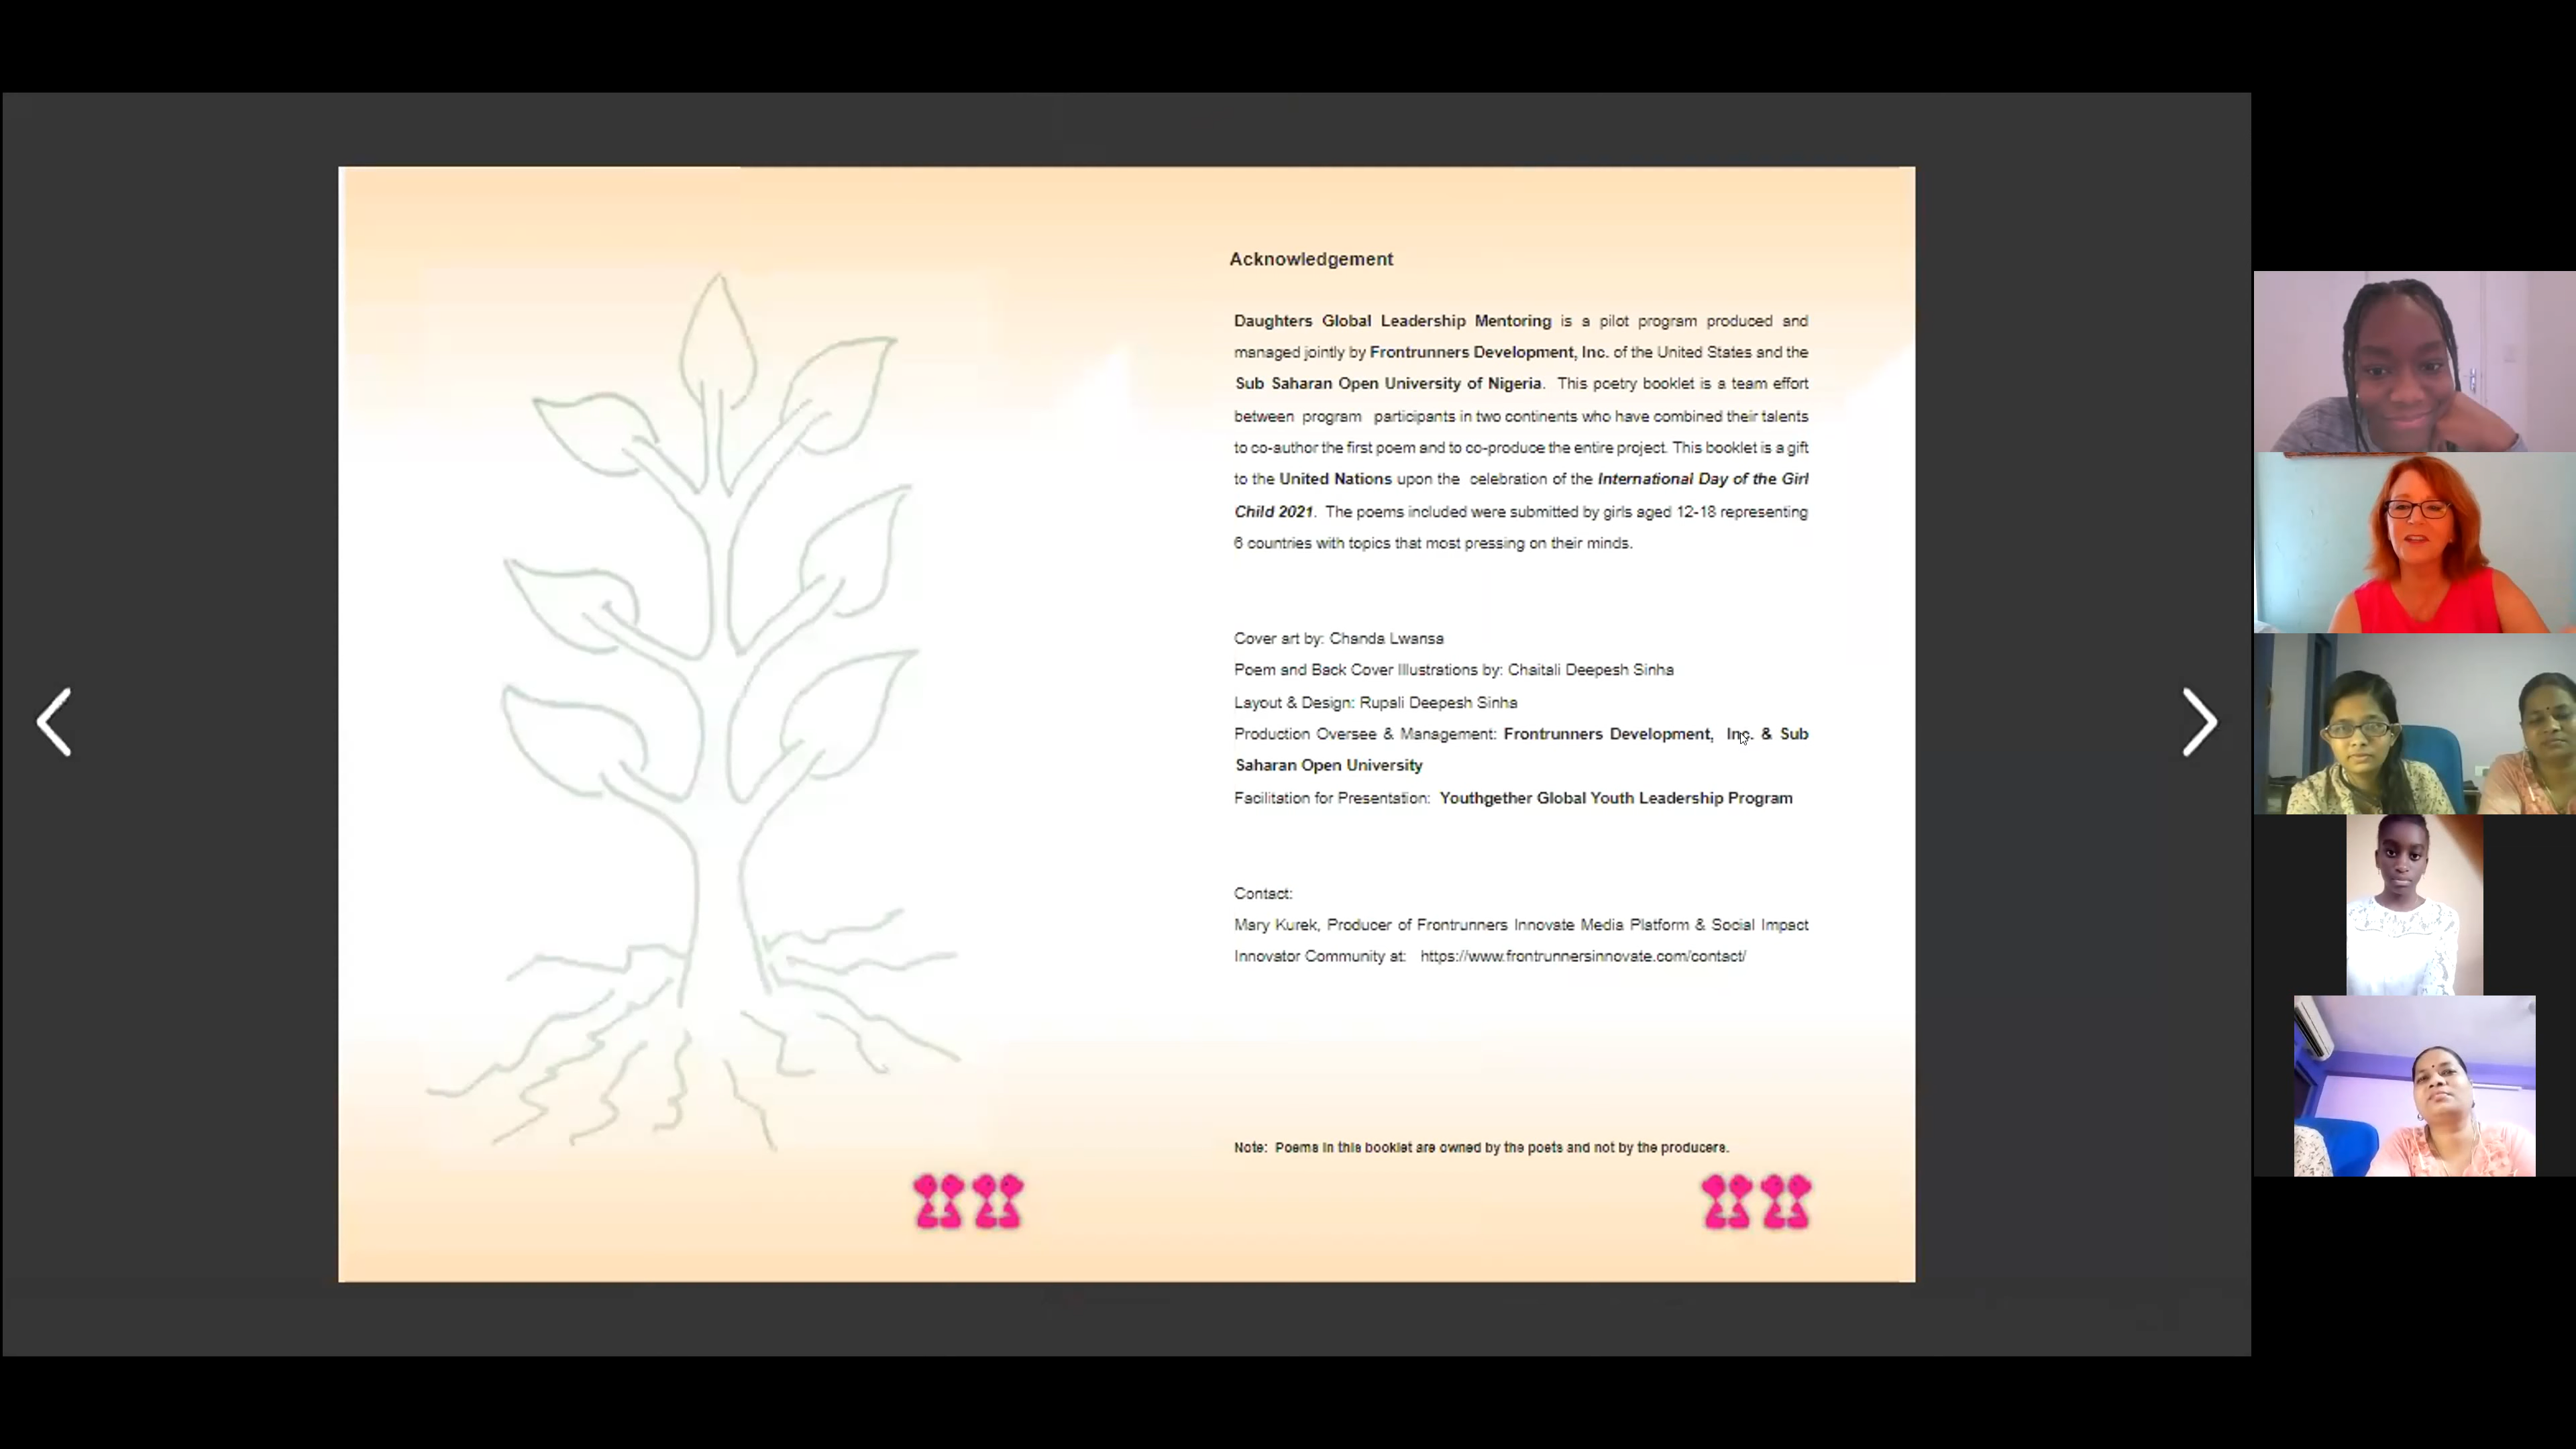 Acknowledgement
Daughters Global Leadership Mentoring is a pilot program produced and
managed jointly by Frontrunners Development, Inc. of the United States and the
Sub Saharan Open University of Nigeria. This poetry booklet is a team effort
between program participants in two continents who have combined their talents
to co-author the first poem and to co-produce the entire project. This booklet is a gift
to the United Nations upon the celebration of the International Day of the Girl
Child 2021. The poems included were submitted by girls aged 12-18 representing
6 countries with topics that most pressing on their minds.
Cover art by: Chanda Lwansa
Poem and Back Cover Illustrations by: Chaitali Deepesh Sinha
Layout & Design: Rupali Deepesh Sinha
Production Oversee & Management: Frontrunners Development, Inc. & Sub
Saharan Open University
Facilitation for Presentation: Youthgether Global Youth Leadership Program
Contact:
Mary Kurek, Producer of Frontrunners Innovate Media Platform & Social Impact
Innovator Community at: https://www.frontrunnersinnovate.com/contact/
Note: Poems in this booklet are owned by the poets and not by the producers.